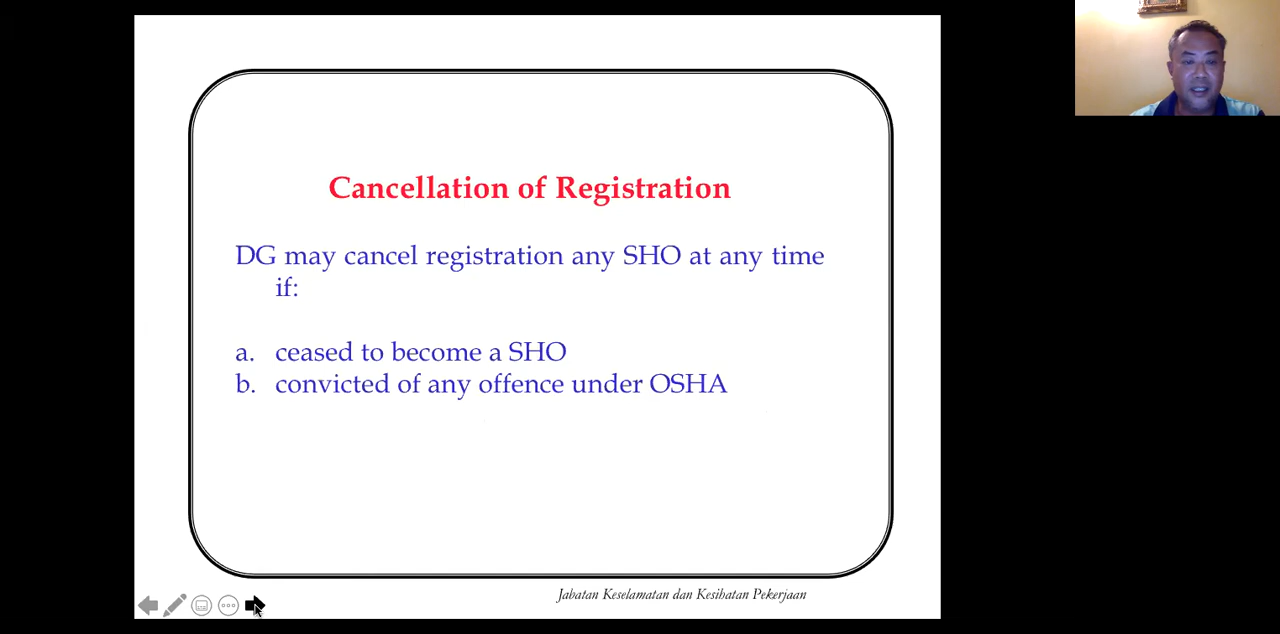 Cancellation of Registration
DG may cancel registration any SHO at any time
if:
a. ceased to become a SHO
b. convicted of any offence under OSHA
Jabatan Keselamatan dan Kesihatan Pekerjaan